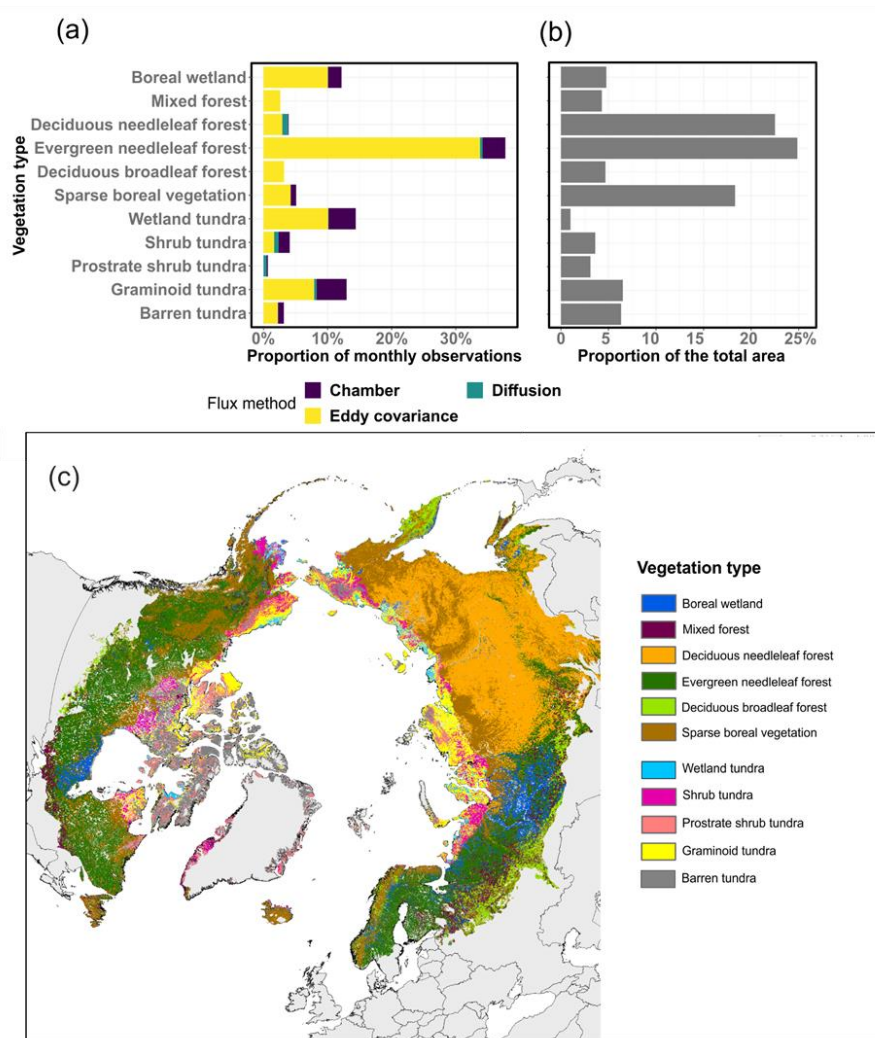 (a)
(b)
Vegetation type
Boreal wetland
Mixed forest
Deciduous needleleaf forest
Evergreen needleleaf forest
Deciduous broadleaf forest
Sparse boreal vegetation
Wetland tundra
Shrub tundra
Prostrate shrub tundra
Graminoid tundra
Barren tundra
0% 10% 20% 30%
Proportion of monthly observations
0 5 10 15 20 25%
Proportion of the total area
Flux method
Chamber
Diffusion
Eddy covariance
(c)
Vegetation type
Boreal wetland
Mixed forest
Deciduous needleleaf forest
Evergreen needleleaf forest
Deciduous broadleaf forest
Sparse boreal vegetation
Wetland tundra
Shrub tundra
Prostrate shrub tundra
Graminoid tundra
Barren tundra